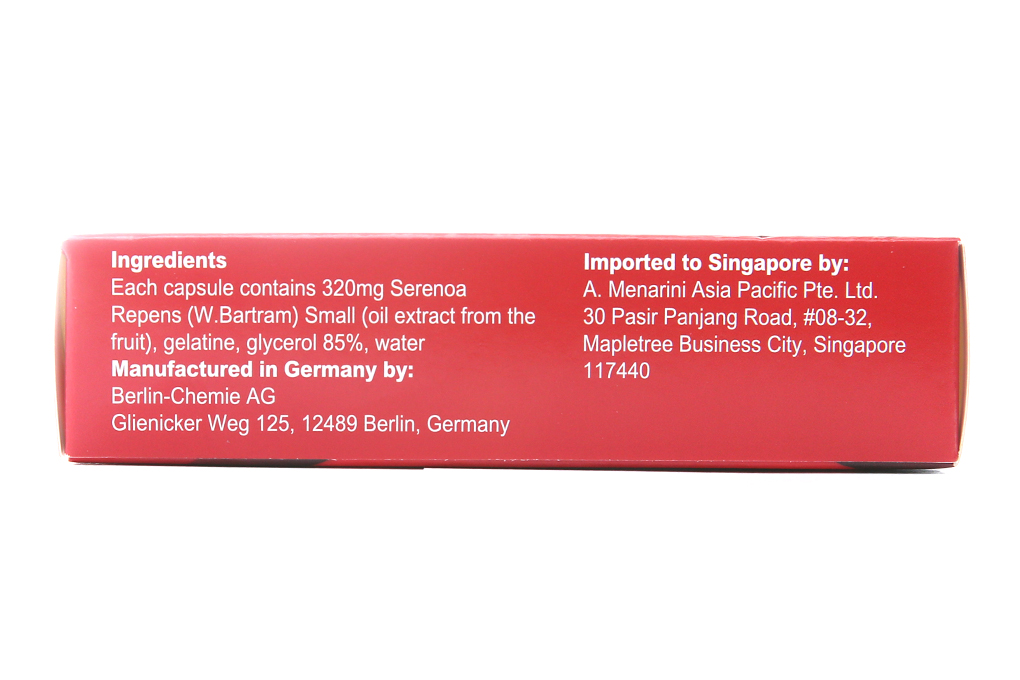 Ingredients
Each capsule contains 320mg Serenoa
Repens (W.Bartram) Small (oil extract from the
fruit), gelatine, glycerol 85%, water
Manufactured in Germany by:
Berlin-Chemie AG
Glienicker Weg 125, 12489 Berlin, Germany
Imported to Singapore by:
A. Menarini Asia Pacific Pte. Ltd.
30 Pasir Panjang Road, #08-32,
Mapletree Business City, Singapore
117440